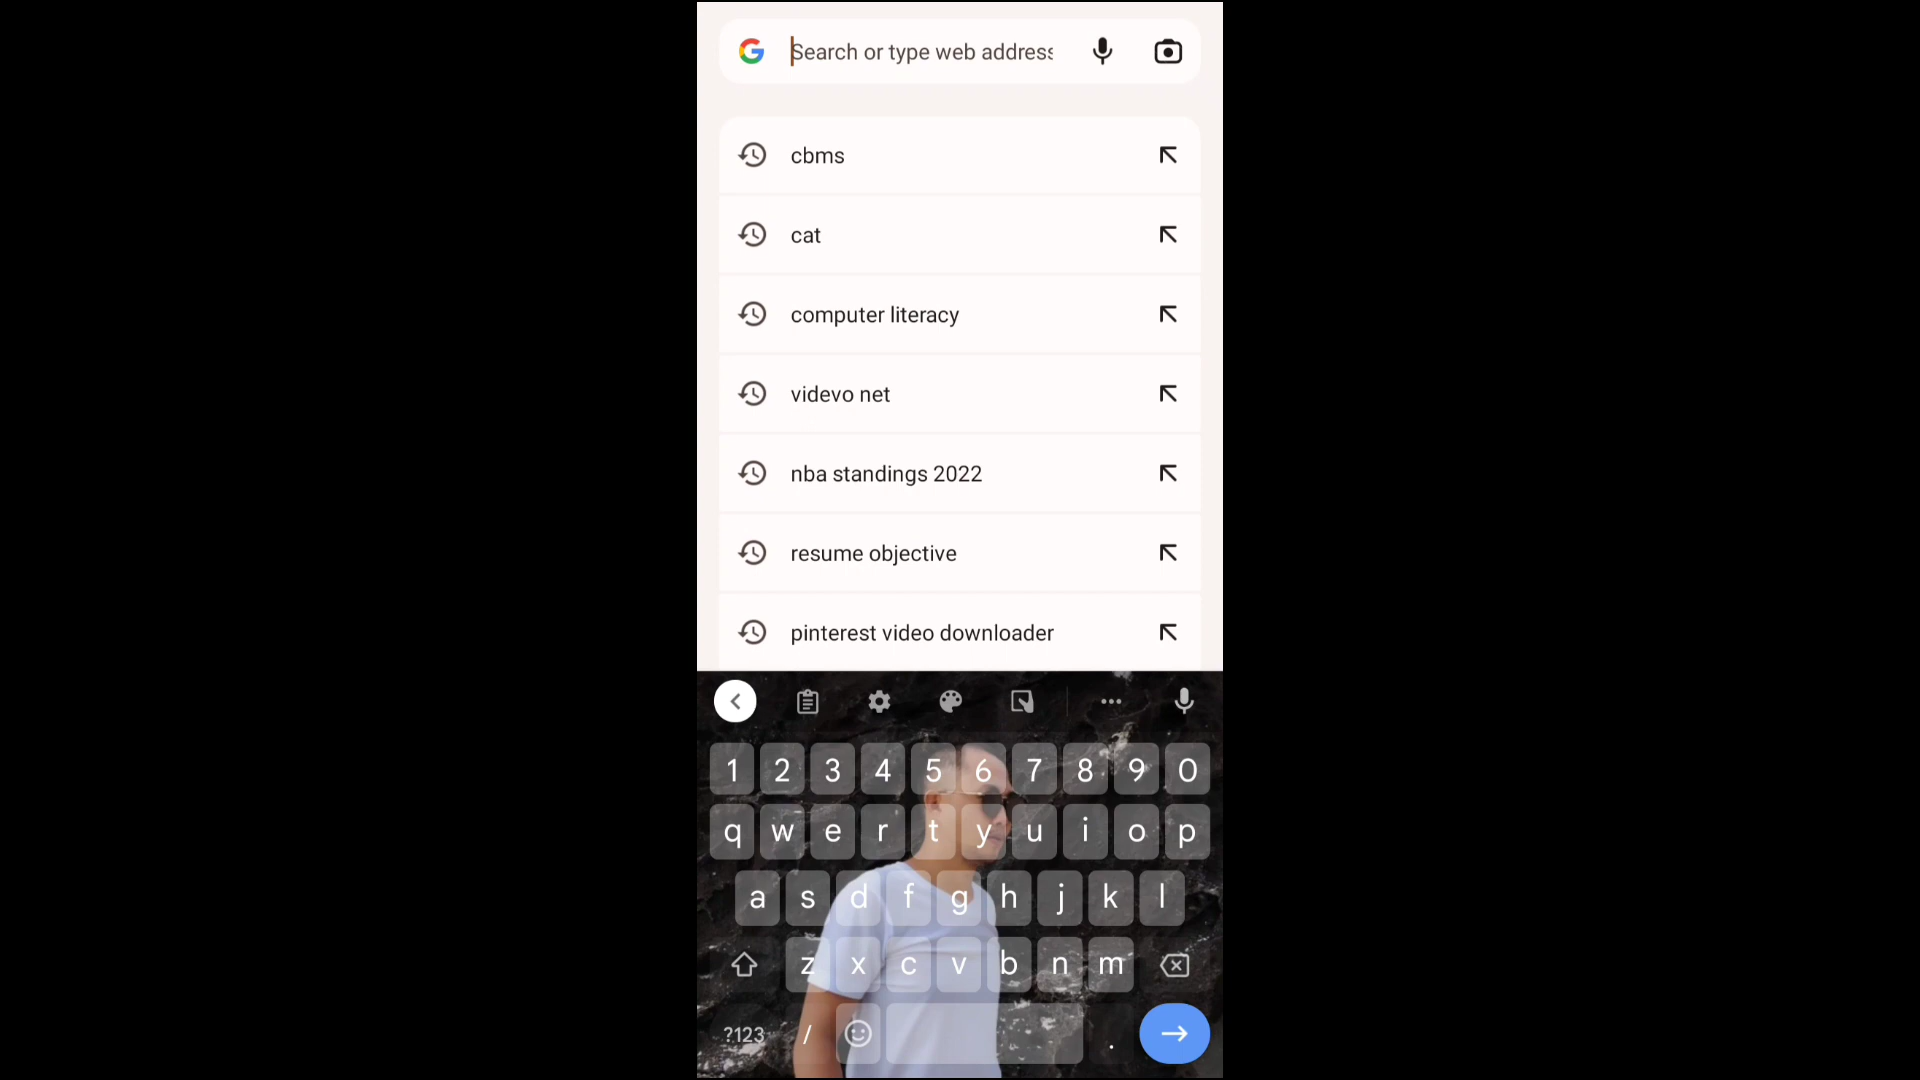 Search or type web address
cbms
cat
computer literacy
videvo net
nba standings 2022
resume objective
pinterest video downloader
1 2 3 4 5 6 7 8 9 0
q w e r t y u i o p
a s d f g h j k l
z x c v b n m
?123 / .